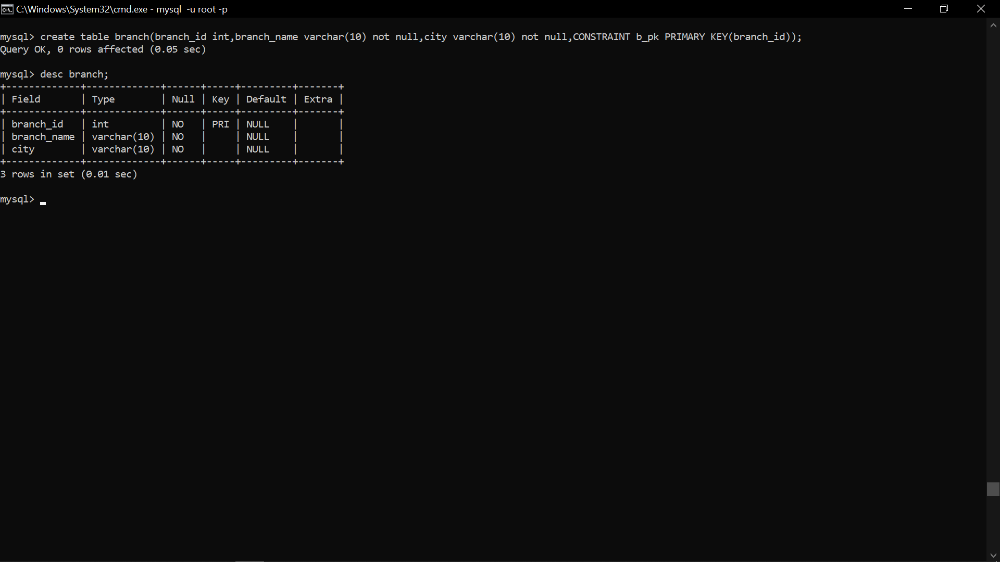 C:\Windows\System32\cmd.exe - mysql  -u root -p
mysql> create table branch(branch_id int,branch_name varchar(10) not null,city varchar(10) not null,CONSTRAINT b_pk PRIMARY KEY(branch_id));
Query OK, 0 rows affected (0.05 sec)
mysql> desc branch;
+-------------+-------------+------+-----+---------+-------+
| Field       | Type        | Null | Key | Default | Extra |
+-------------+-------------+------+-----+---------+-------+
| branch_id   | int         | NO   | PRI | NULL    |       |
| branch_name | varchar(10) | NO   |     | NULL    |       |
| city        | varchar(10) | NO   |     | NULL    |       |
+-------------+-------------+------+-----+---------+-------+
3 rows in set (0.01 sec)
mysql>